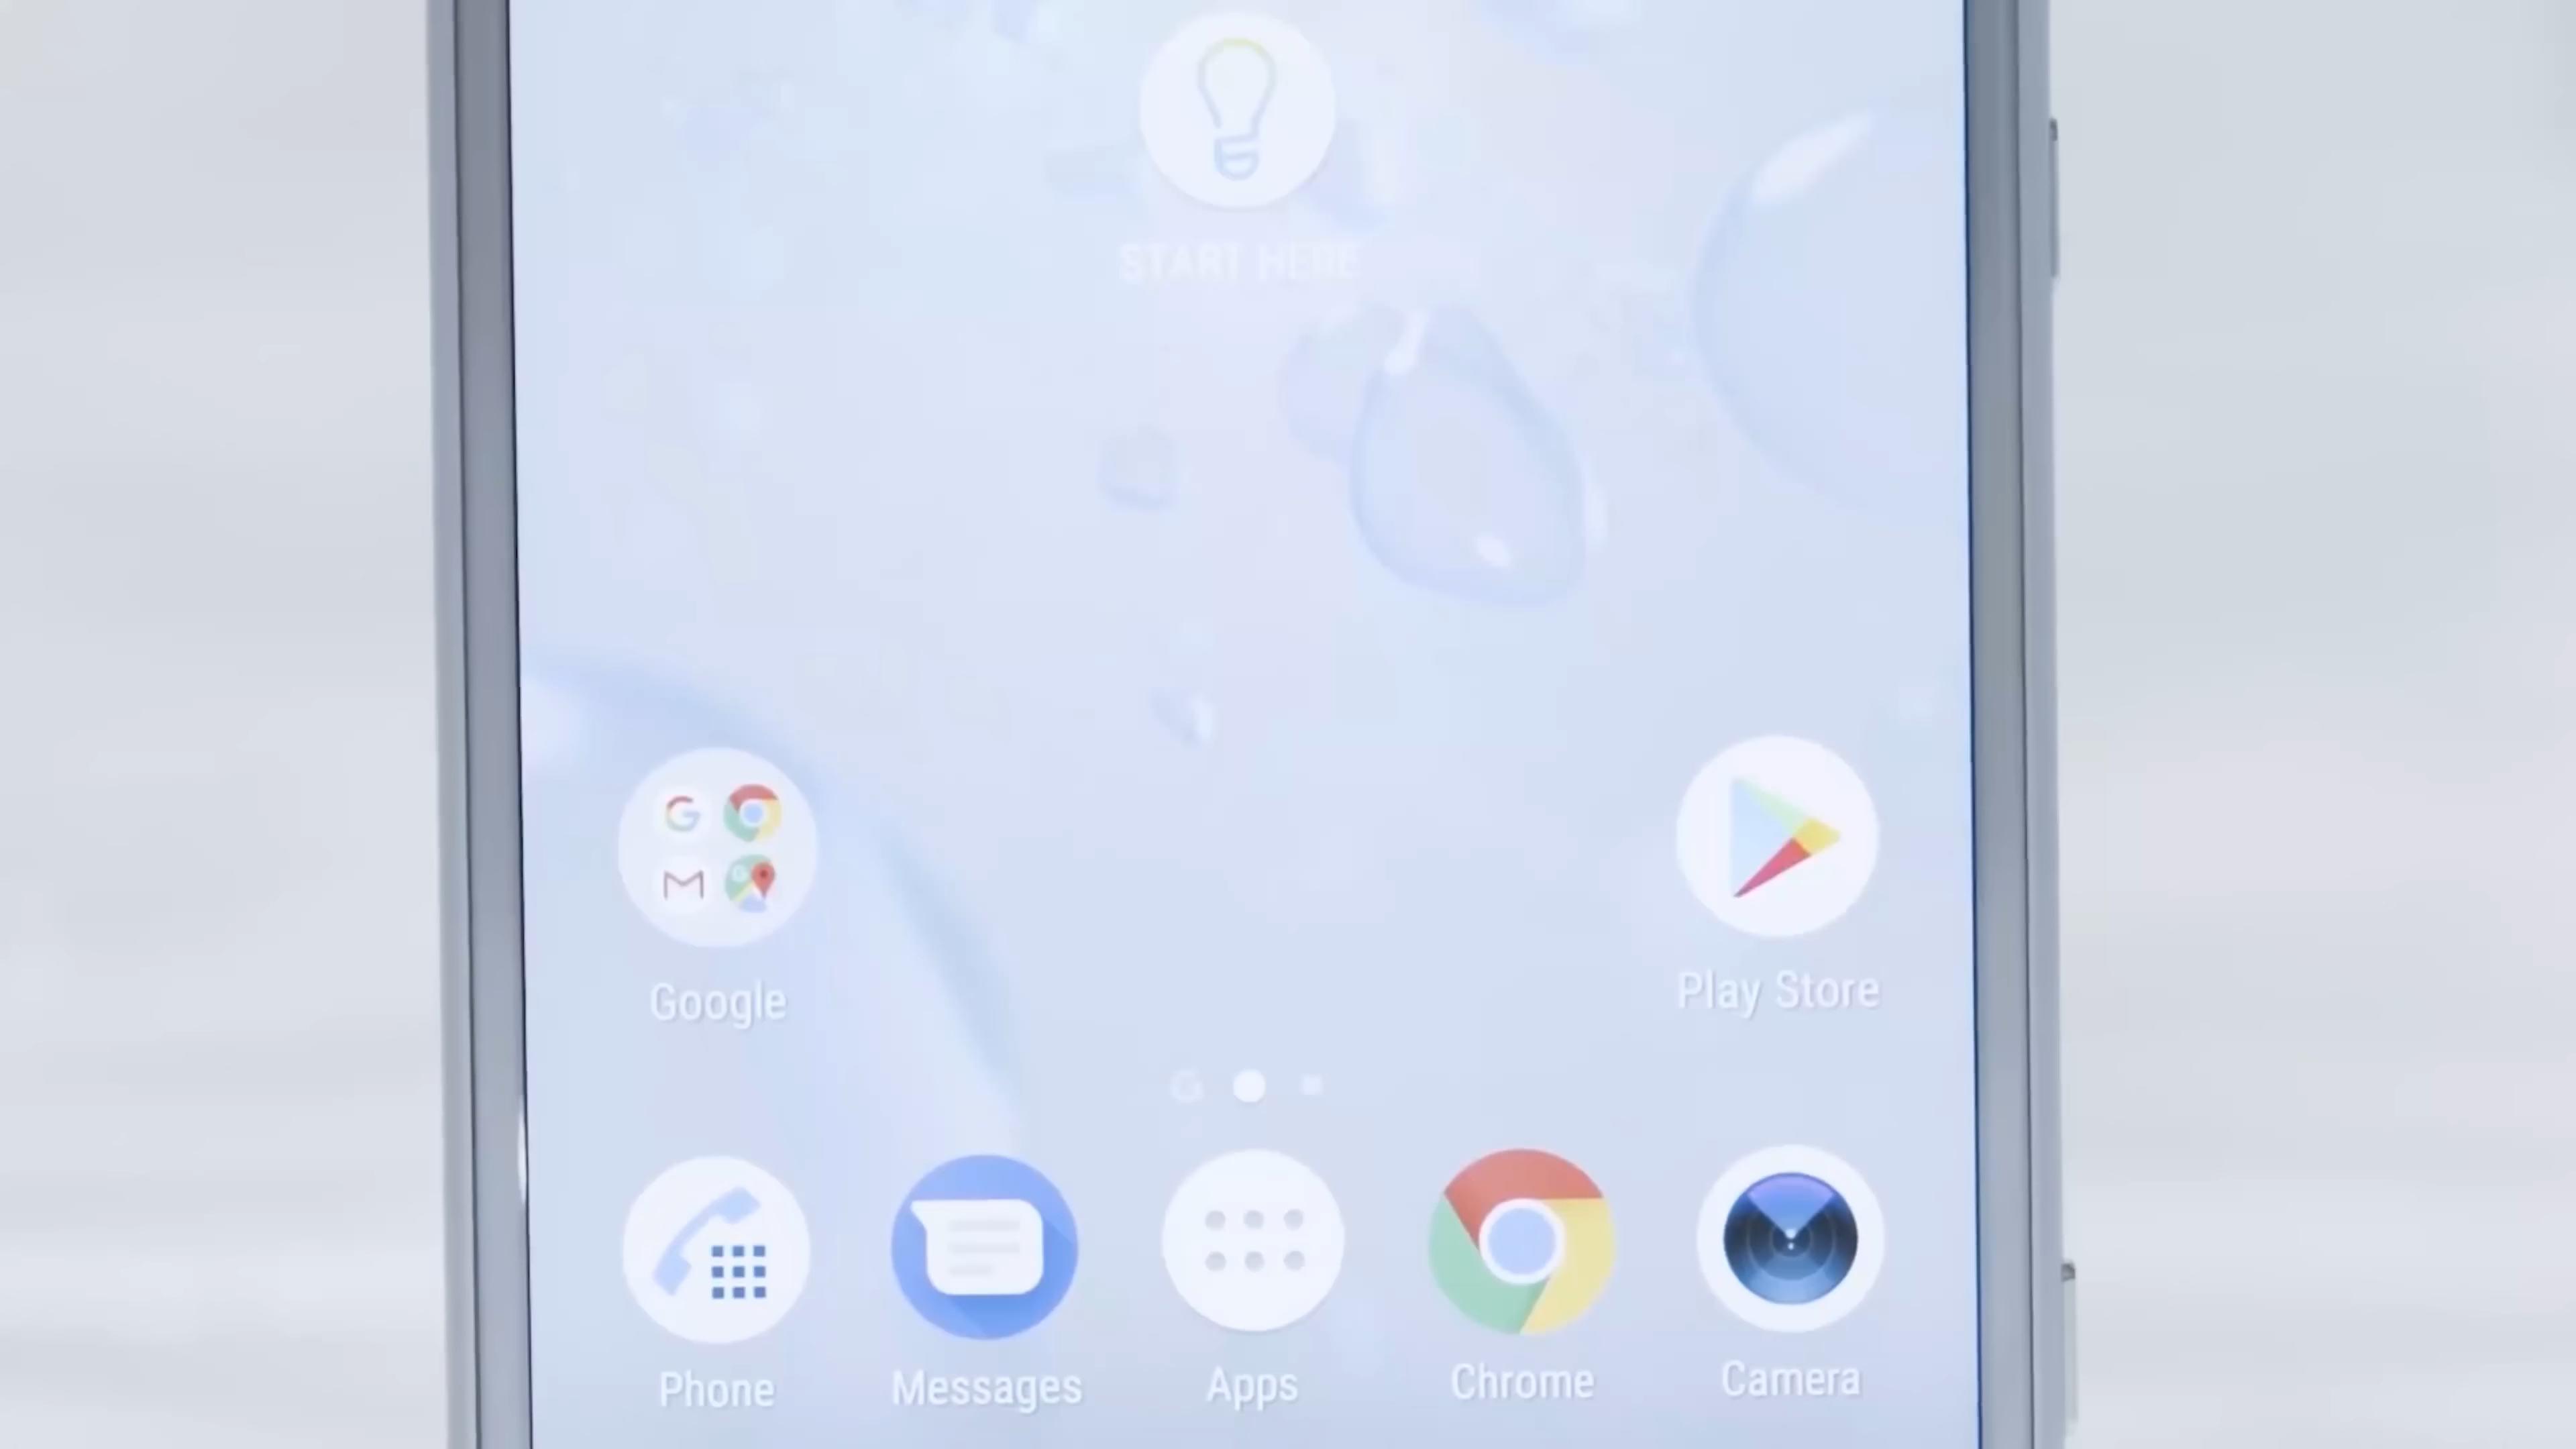 START HERE
Google
Play Store
Phone
Messages
Apps
Chrome
Camera